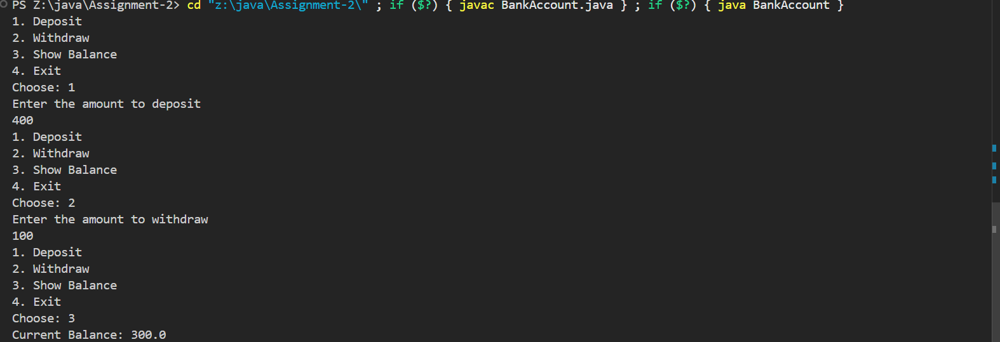 PS Z:\java\Assignment-2> cd "z:\java\Assignment-2\" ; if ($?) { javac BankAccount.java } ; if ($?) { java BankAccount }
1. Deposit
2. Withdraw
3. Show Balance
4. Exit
Choose: 1
Enter the amount to deposit
400
1. Deposit
2. Withdraw
3. Show Balance
4. Exit
Choose: 2
Enter the amount to withdraw
100
1. Deposit
2. Withdraw
3. Show Balance
4. Exit
Choose: 3
Current Balance: 300.0